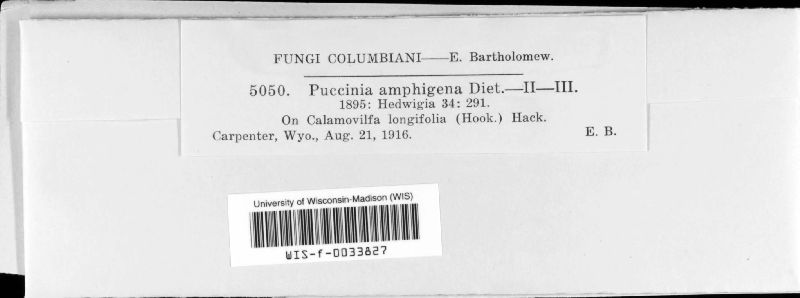 FUNGI COLUMBIANI——E. Bartholomew.
5050. Puccinia amphigena Diet.—II—III.
1895: Hedwigia 34: 291.
On Calamovilfa longifolia (Hook.) Hack.
Carpenter, Wyo., Aug. 21, 1916. E. B.
University of Wisconsin-Madison (WIS)
WIS-f-0033827